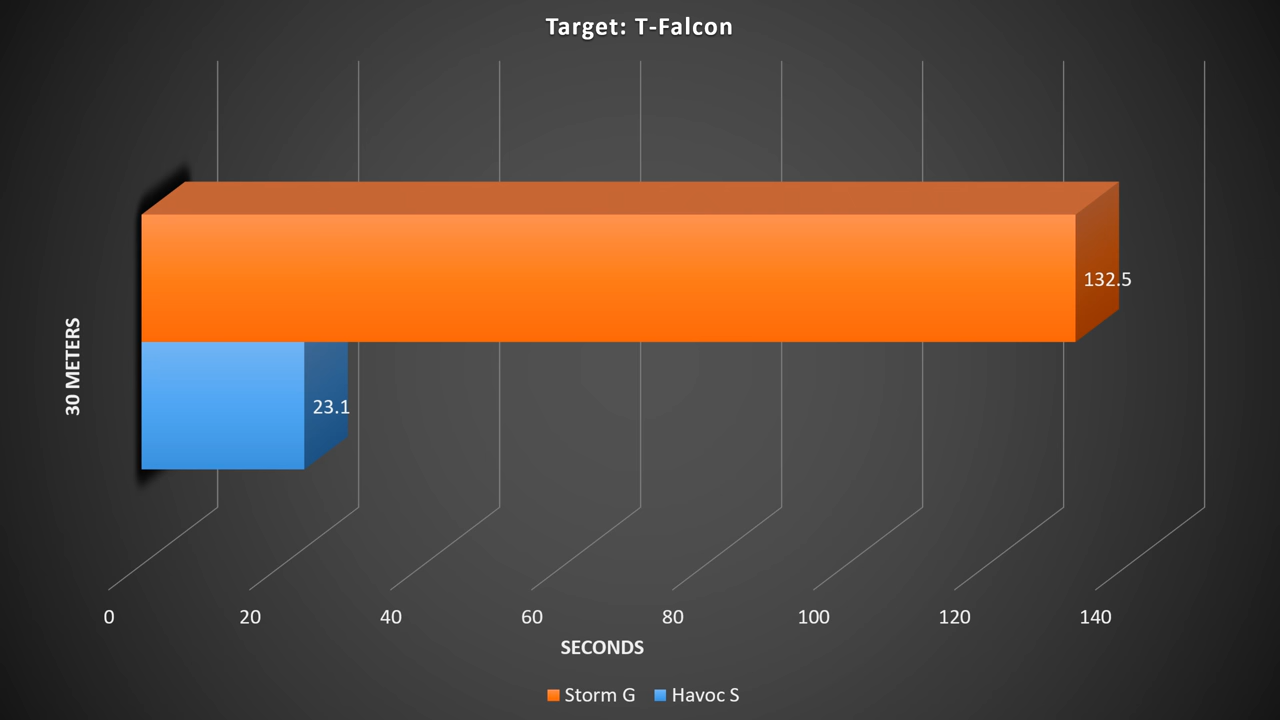 Target: T-Falcon
132.5
23.1
30 METERS
0 20 40 60 80 100 120 140
SECONDS
Storm G Havoc S